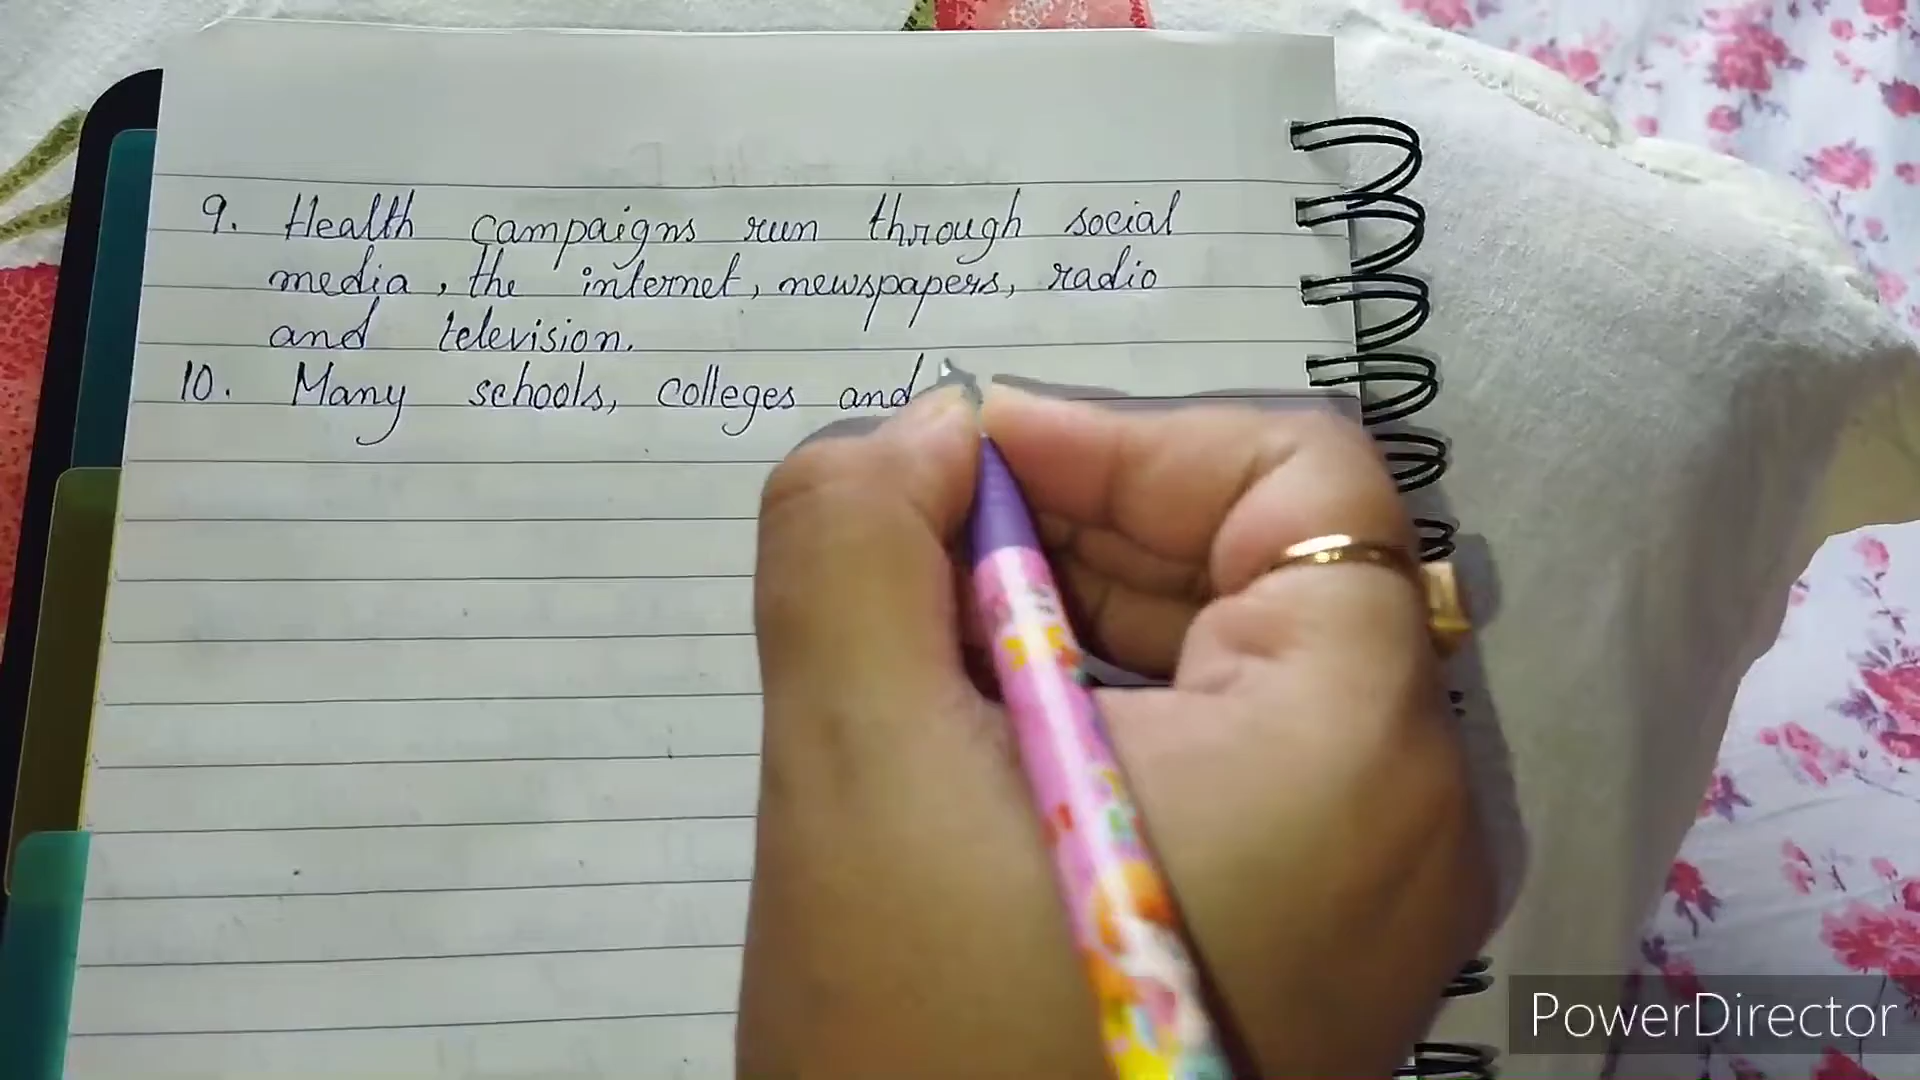 9. Health campaigns run through social
media, the internet, newspapers, radio
and television.
10. Many schools, colleges and
PowerDirector